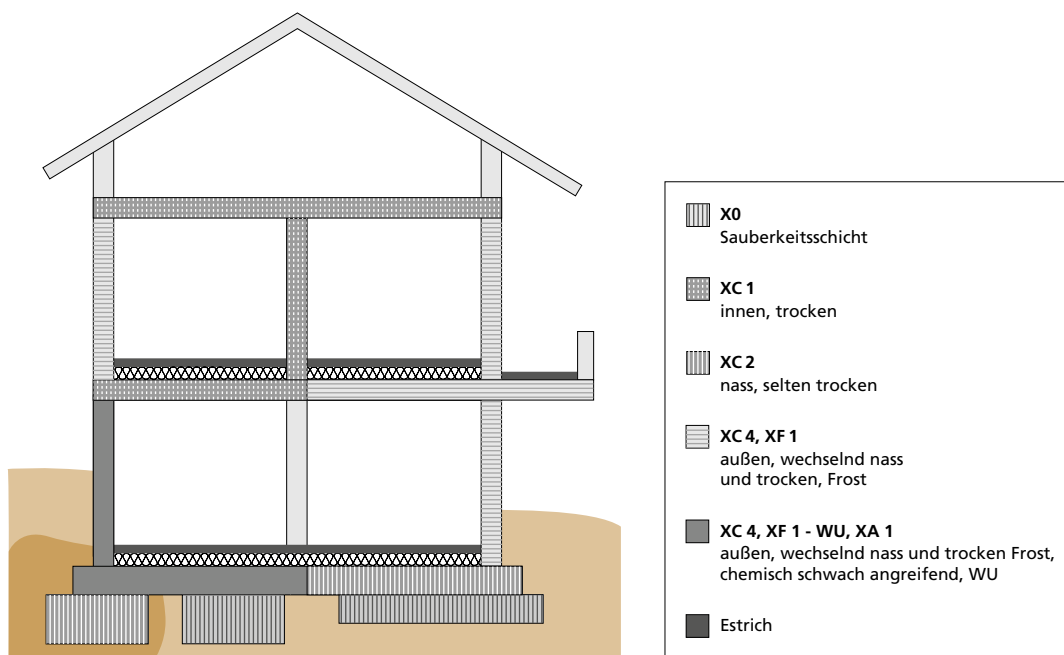 X0
Sauberkeitsschicht
XC 1
innen, trocken
XC 2
nass, selten trocken
XC 4, XF 1
außen, wechselnd nass
und trocken, Frost
XC 4, XF 1 - WU, XA 1
außen, wechselnd nass und trocken Frost,
chemisch schwach angreifend, WU
Estrich